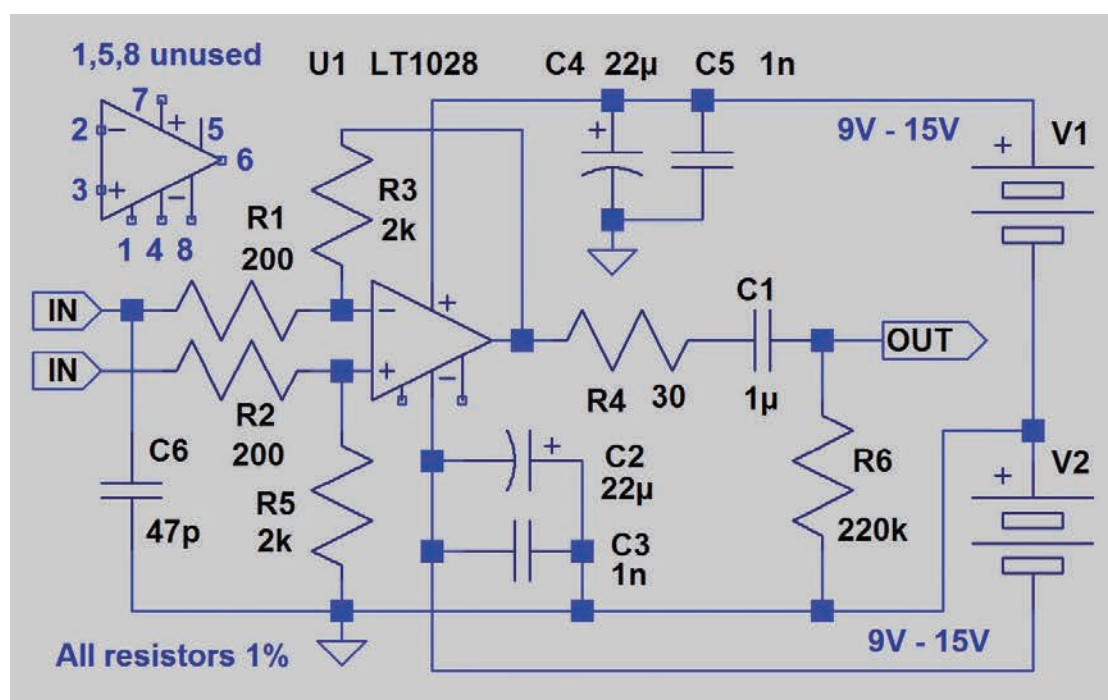 1,5,8 unused
U1 LT1028
C4 22µ
C5 1n
7
+
5
2
−
6
3
+
−
1 4 8
9V - 15V
V1
+
+
R3
2k
R1
200
IN
−
+
C1
1µ
OUT
IN
+
−
R4 30
R2
200
C6
47p
R5
2k
+
C2
22µ
C3
1n
R6
220k
V2
+
9V - 15V
All resistors 1%